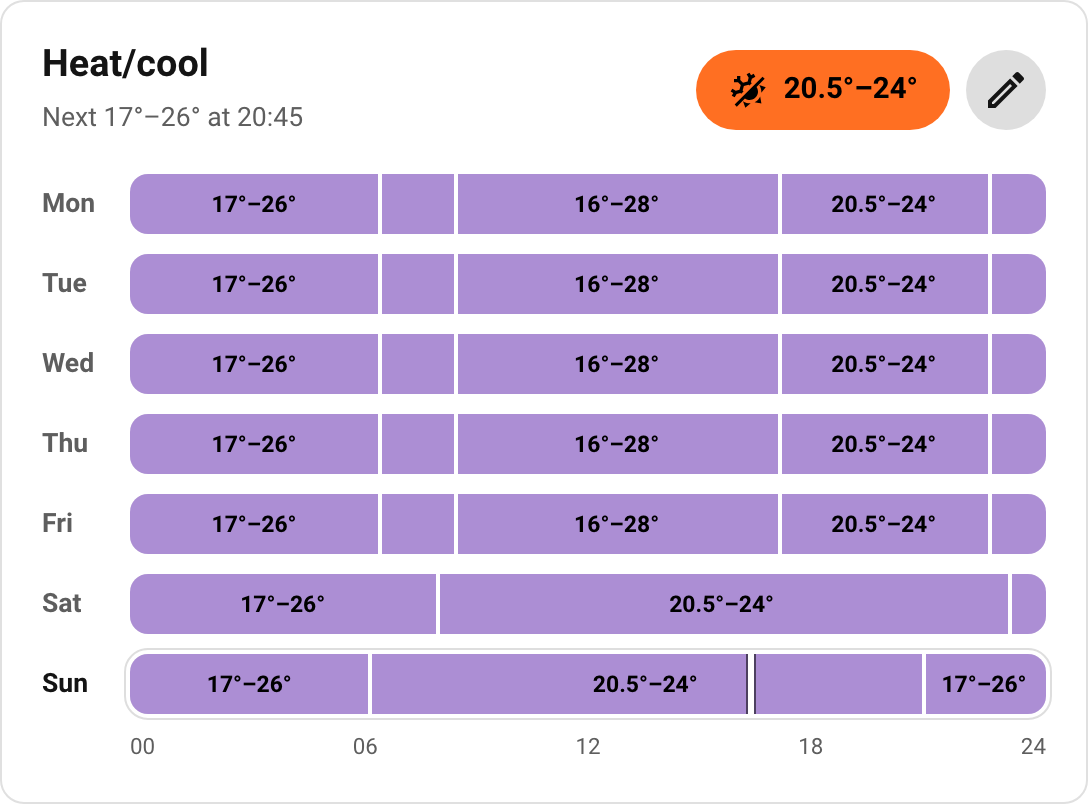 Heat/cool
20.5°–24°
Next 17°–26° at 20:45
Mon 17°–26° 16°–28° 20.5°–24°
Tue 17°–26° 16°–28° 20.5°–24°
Wed 17°–26° 16°–28° 20.5°–24°
Thu 17°–26° 16°–28° 20.5°–24°
Fri 17°–26° 16°–28° 20.5°–24°
Sat 17°–26° 20.5°–24°
Sun 17°–26° 20.5°–24° 17°–26°
00 06 12 18 24